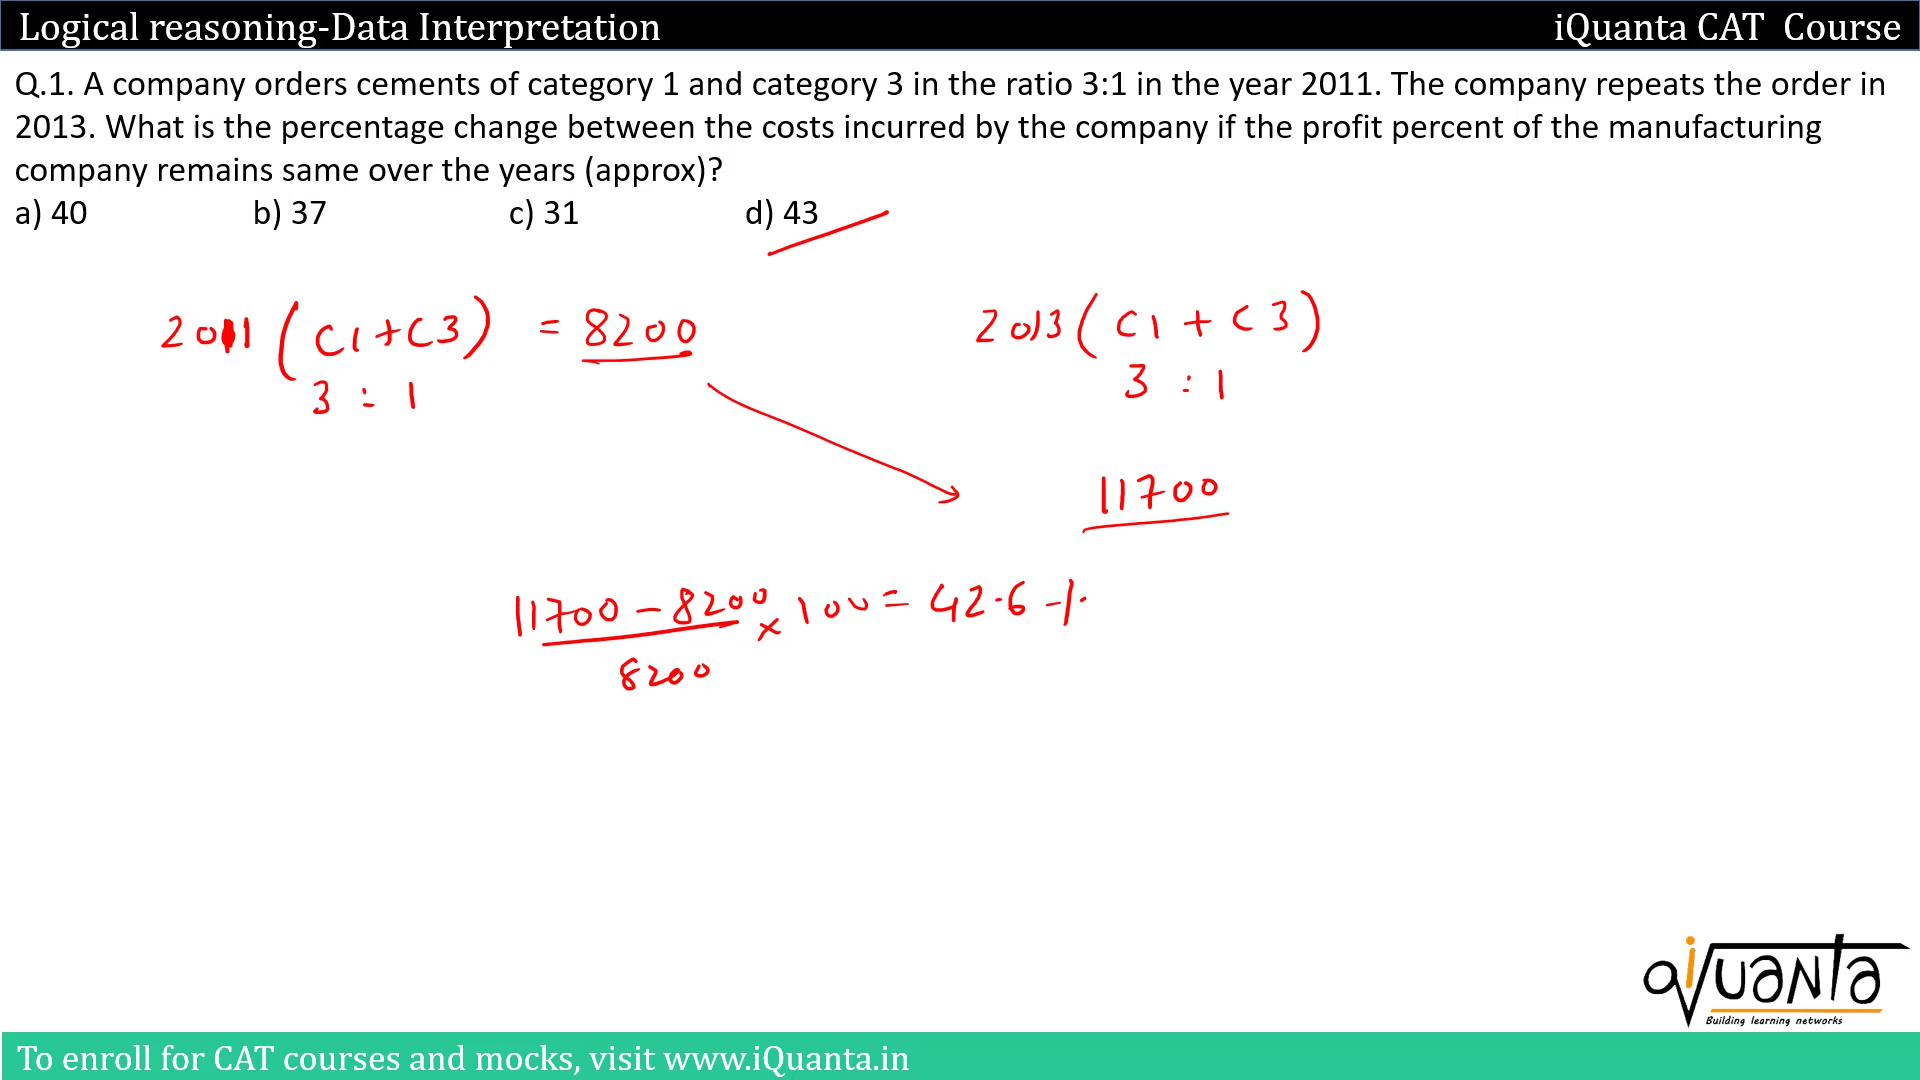 Logical reasoning-Data Interpretation
iQuanta CAT Course
Q.1. A company orders cements of category 1 and category 3 in the ratio 3:1 in the year 2011. The company repeats the order in
2013. What is the percentage change between the costs incurred by the company if the profit percent of the manufacturing
company remains same over the years (approx)?
a) 40 b) 37 c) 31 d) 43
2011 (C1+C3) = 8200 2013 (C1 + C3)
3 : 1 3 : 1
11700
11700 - 8200 × 100 = 42.6 %
8200
iQuanta
Building learning networks
To enroll for CAT courses and mocks, visit www.iQuanta.in